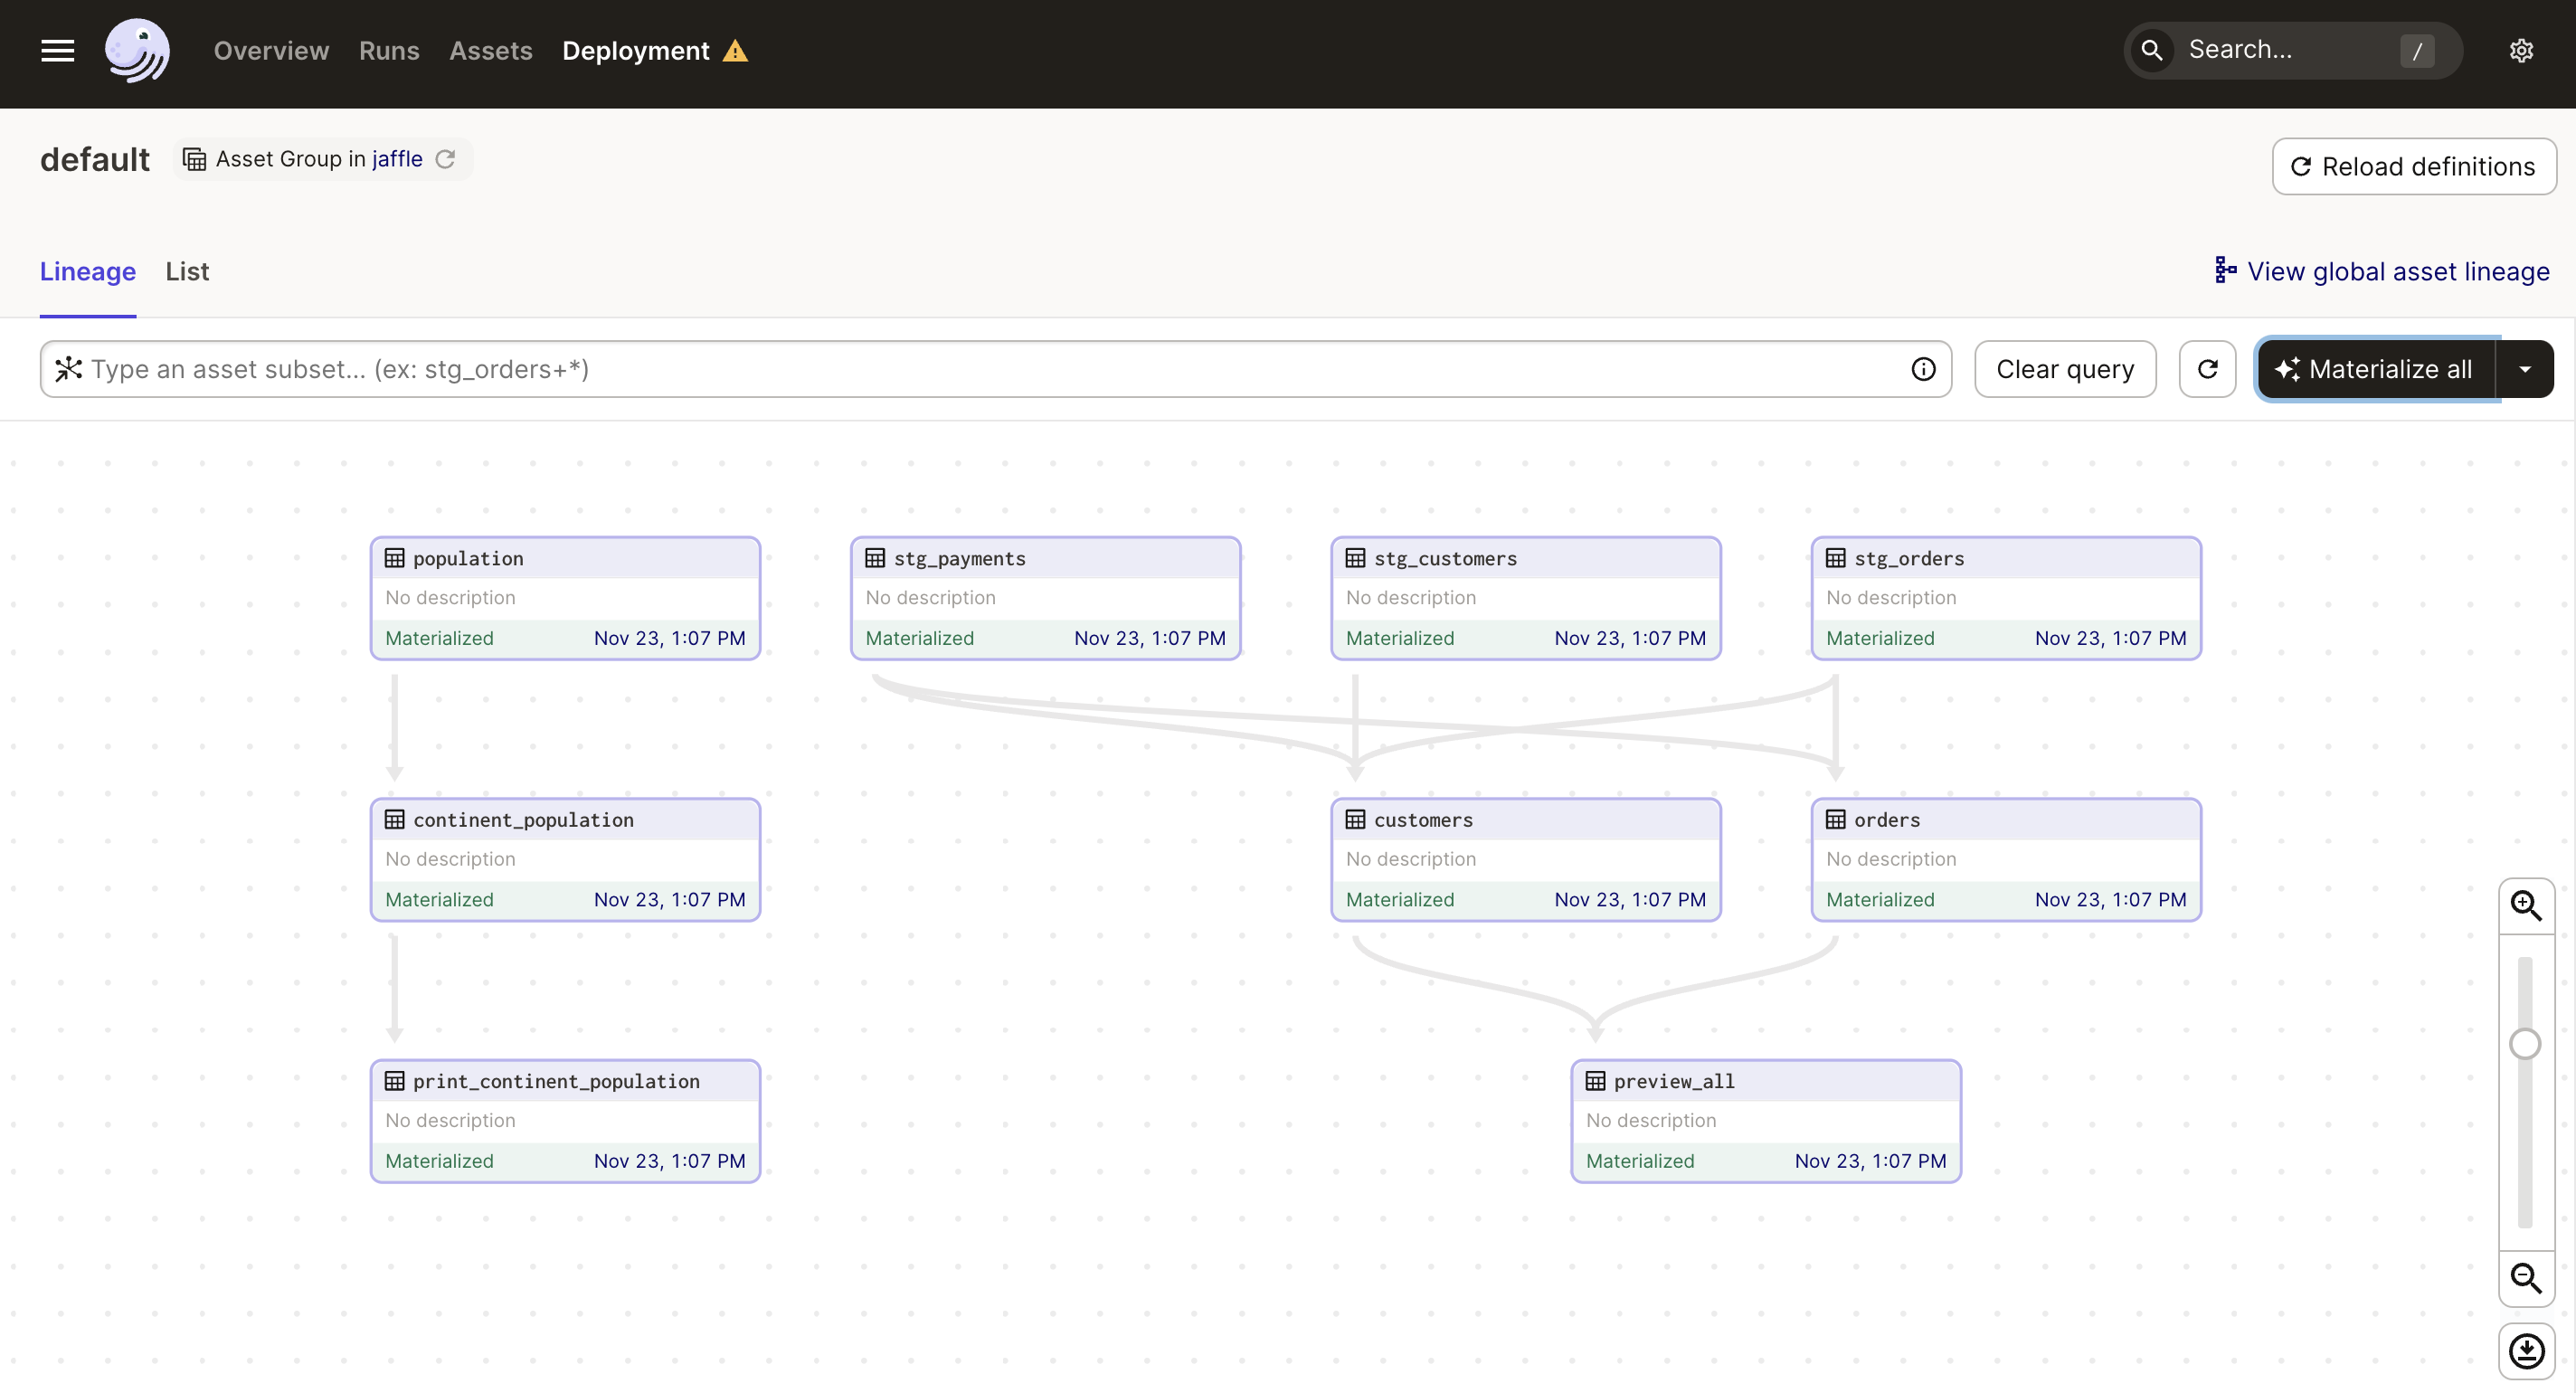 Overview Runs Assets Deployment Search... /
default Asset Group in jaffle Reload definitions
Lineage List View global asset lineage
Type an asset subset... (ex: stg_orders+*) Clear query Materialize all
population
No description
Materialized Nov 23, 1:07 PM
stg_payments
No description
Materialized Nov 23, 1:07 PM
stg_customers
No description
Materialized Nov 23, 1:07 PM
stg_orders
No description
Materialized Nov 23, 1:07 PM
continent_population
No description
Materialized Nov 23, 1:07 PM
customers
No description
Materialized Nov 23, 1:07 PM
orders
No description
Materialized Nov 23, 1:07 PM
print_continent_population
No description
Materialized Nov 23, 1:07 PM
preview_all
No description
Materialized Nov 23, 1:07 PM